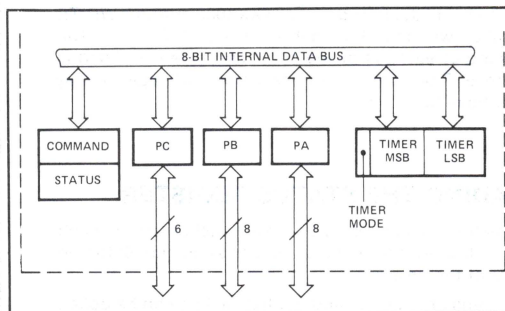 8-BIT INTERNAL DATA BUS
COMMAND
STATUS
PC
PB
PA
TIMER
MSB
TIMER
LSB
TIMER
MODE
6
8
8